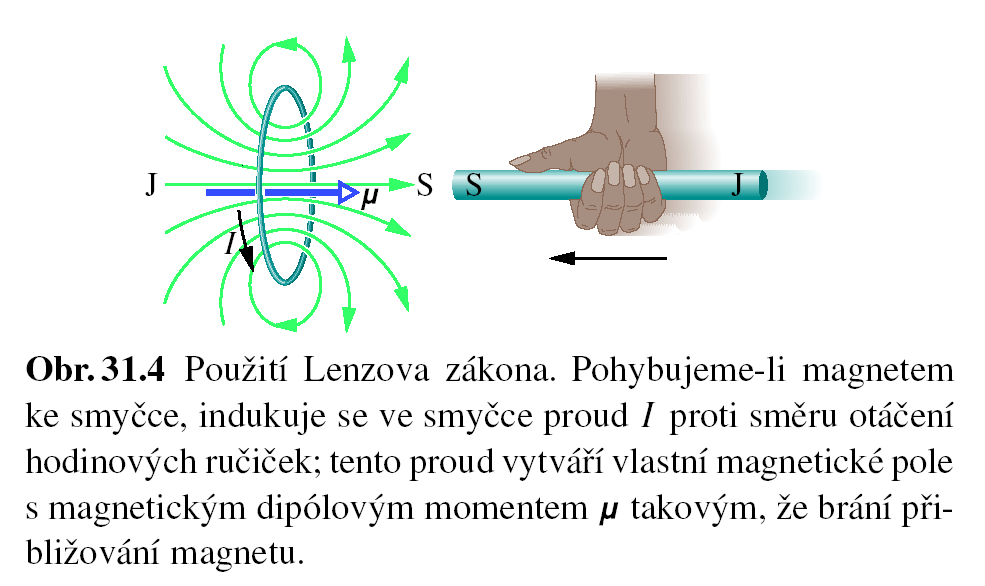 J S S J
μ
I
Obr. 31.4 Použití Lenzova zákona. Pohybujeme-li magnetem
ke smyčce, indukuje se ve smyčce proud I proti směru otáčení
hodinových ručiček; tento proud vytváří vlastní magnetické pole
s magnetickým dipólovým momentem μ takovým, že brání při-
bližování magnetu.